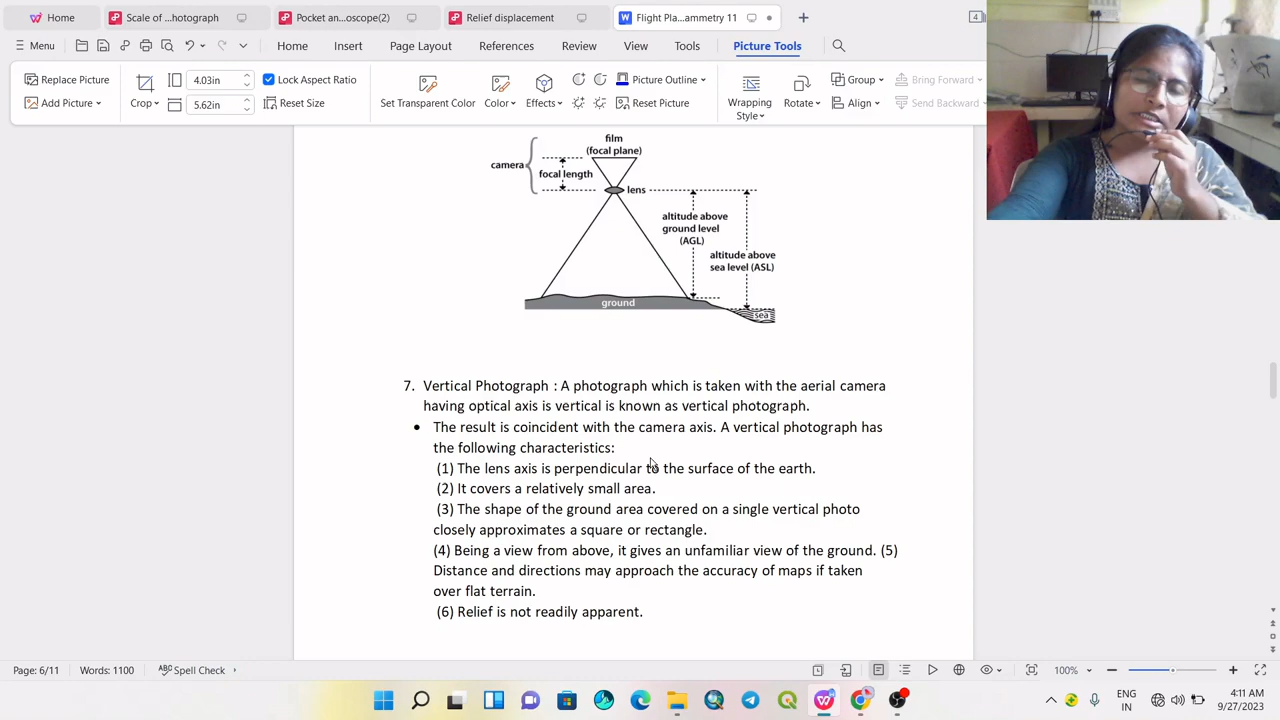 Home
Scale of ...hotograph
Pocket an...oscope(2)
Relief displacement
Flight Pla...ammetry 11
4
Menu
Home
Insert
Page Layout
References
Review
View
Tools
Picture Tools
Replace Picture
Add Picture
Crop
4.03in
5.62in
Lock Aspect Ratio
Reset Size
Set Transparent Color
Color
Effects
Picture Outline
Reset Picture
Wrapping
Style
Rotate
Group
Align
Bring Forward
Send Backward
film
(focal plane)
camera
focal length
lens
altitude above
ground level
(AGL)
altitude above
sea level (ASL)
ground
sea
7. Vertical Photograph : A photograph which is taken with the aerial camera
having optical axis is vertical is known as vertical photograph.
• The result is coincident with the camera axis. A vertical photograph has
the following characteristics:
(1) The lens axis is perpendicular to the surface of the earth.
(2) It covers a relatively small area.
(3) The shape of the ground area covered on a single vertical photo
closely approximates a square or rectangle.
(4) Being a view from above, it gives an unfamiliar view of the ground. (5)
Distance and directions may approach the accuracy of maps if taken
over flat terrain.
(6) Relief is not readily apparent.
Page: 6/11
Words: 1100
Spell Check
100%
ENG
IN
4:11 AM
9/27/2023